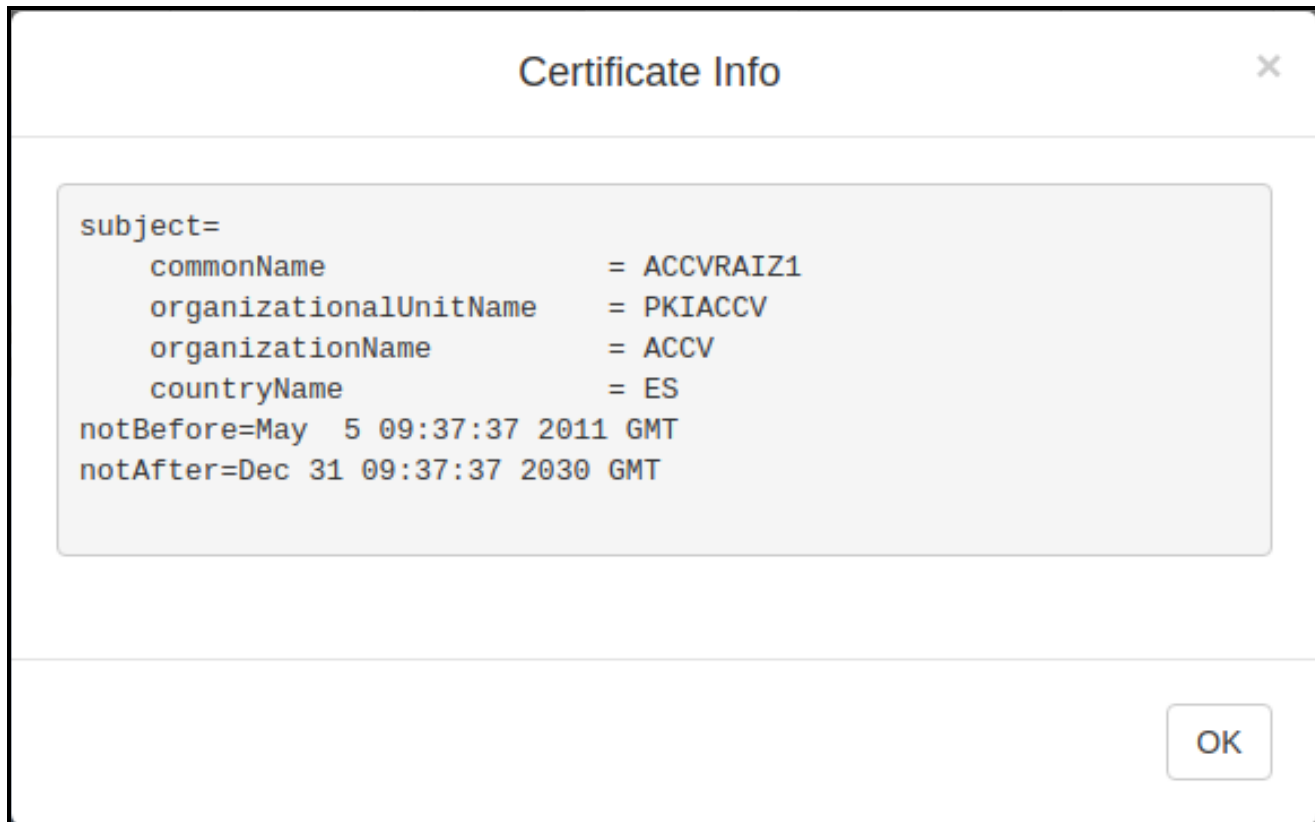 Certificate Info
×
subject=
    commonName                = ACCVRAIZ1
    organizationalUnitName    = PKIACCV
    organizationName          = ACCV
    countryName               = ES
notBefore=May  5 09:37:37 2011 GMT
notAfter=Dec 31 09:37:37 2030 GMT
OK